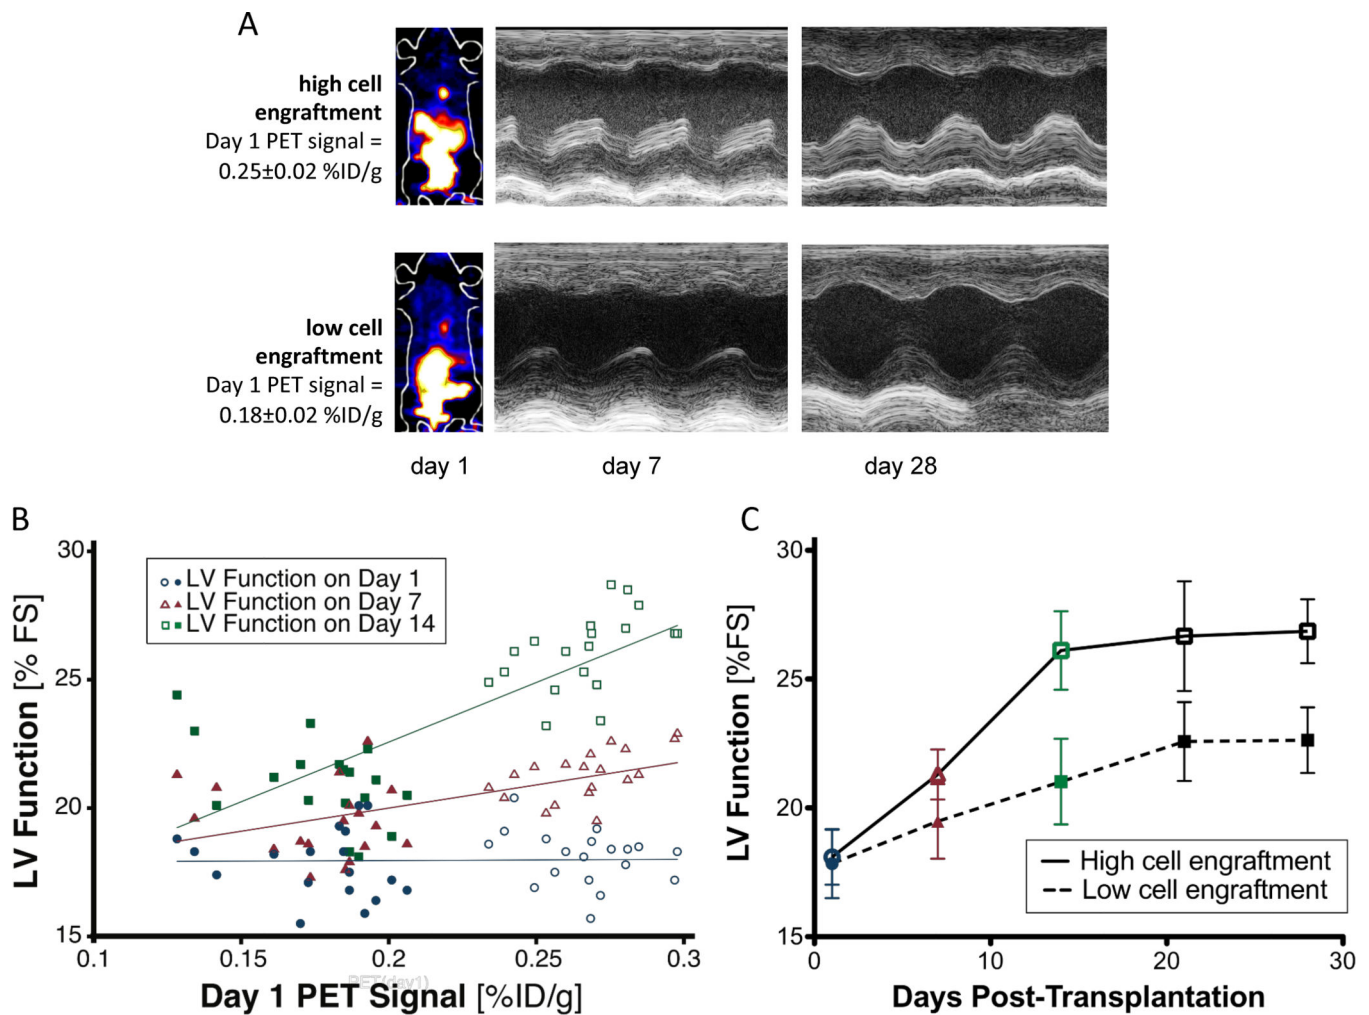 A
high cell
engraftment
Day 1 PET signal =
0.25±0.02 %ID/g
low cell
engraftment
Day 1 PET signal =
0.18±0.02 %ID/g
day 1
day 7
day 28
B
LV Function [% FS]
30
25
20
15
LV Function on Day 1
LV Function on Day 7
LV Function on Day 14
0.1
0.15
0.2
0.25
0.3
PET(day1)
Day 1 PET Signal [%ID/g]
C
LV Function [%FS]
30
25
20
15
High cell engraftment
Low cell engraftment
0
10
20
30
Days Post-Transplantation